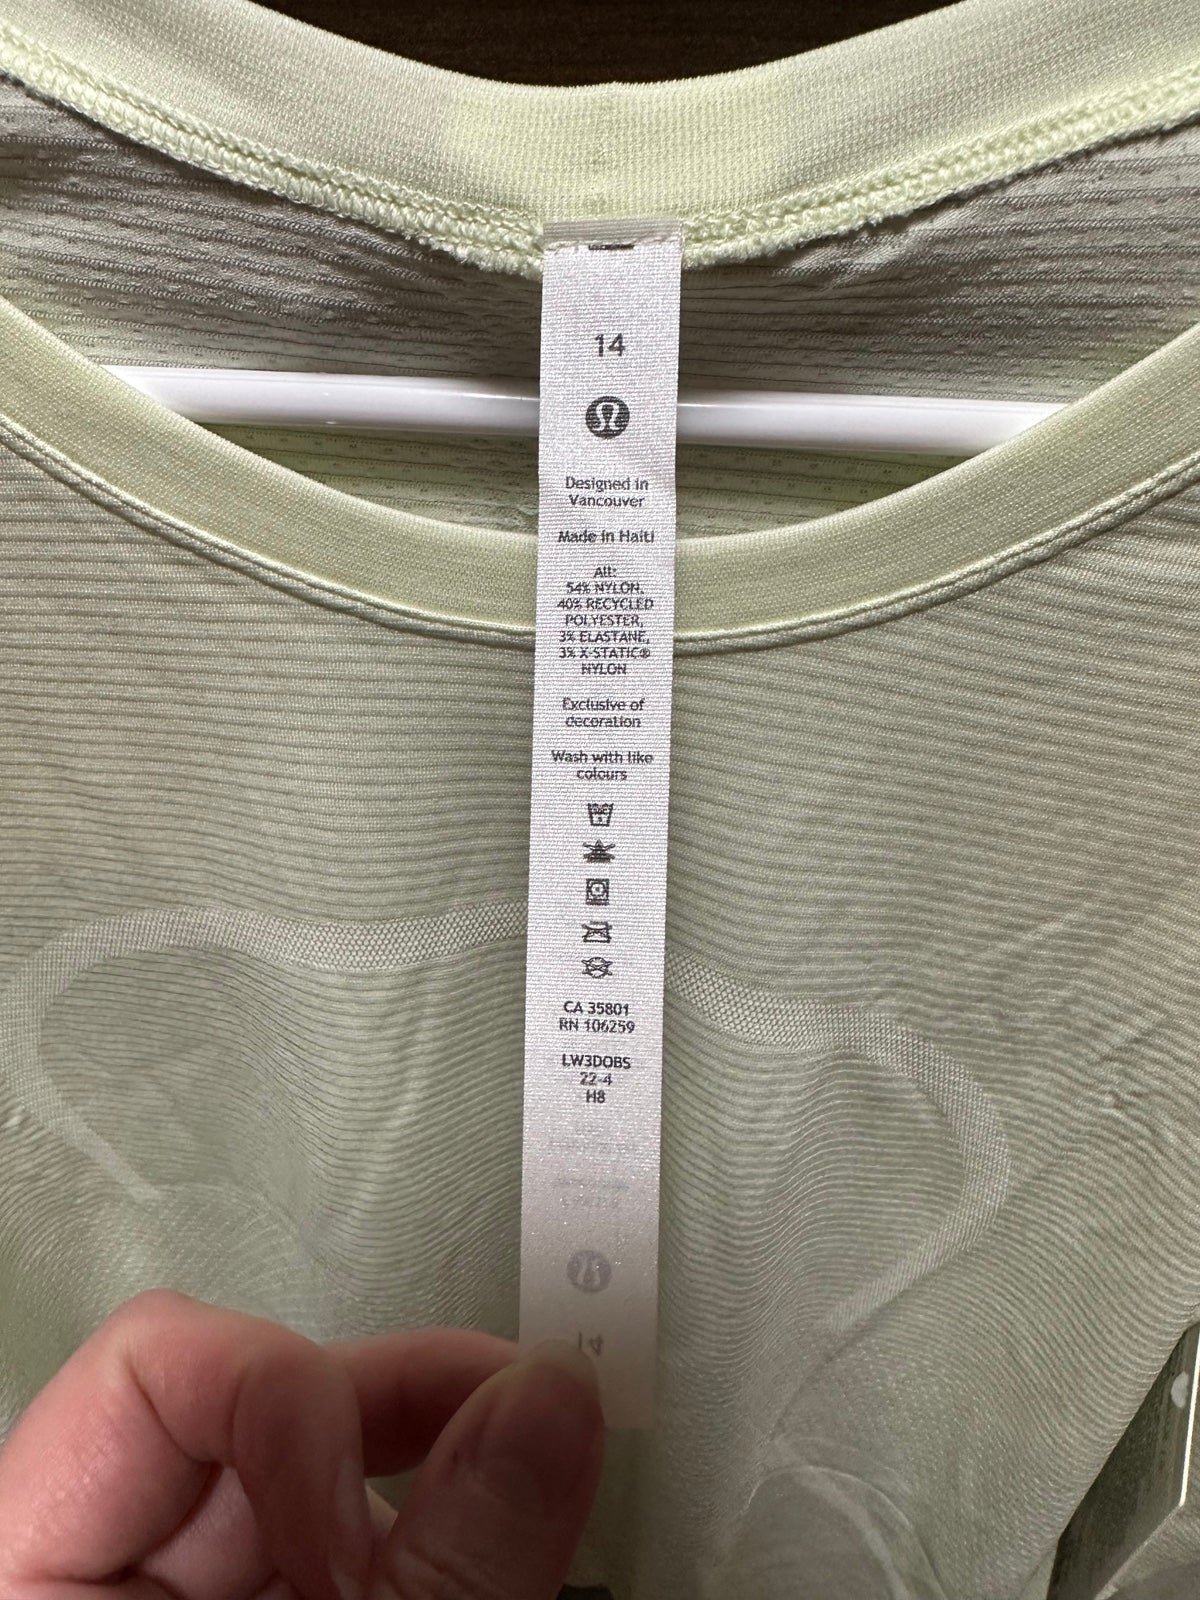 14
Designed in
Vancouver
Made in Haiti
All:
54% NYLON,
40% RECYCLED
POLYESTER,
3% ELASTANE,
3% X-STATIC®
NYLON
Exclusive of
decoration
Wash with like
colours
CA 35801
RN 106259
LW3DOBS
22-4
H8
14